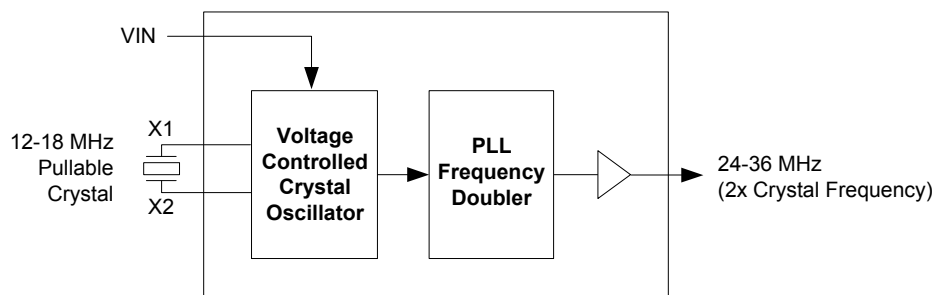 VIN
12-18 MHz
Pullable
Crystal
X1
X2
Voltage
Controlled
Crystal
Oscillator
PLL
Frequency
Doubler
24-36 MHz
(2x Crystal Frequency)